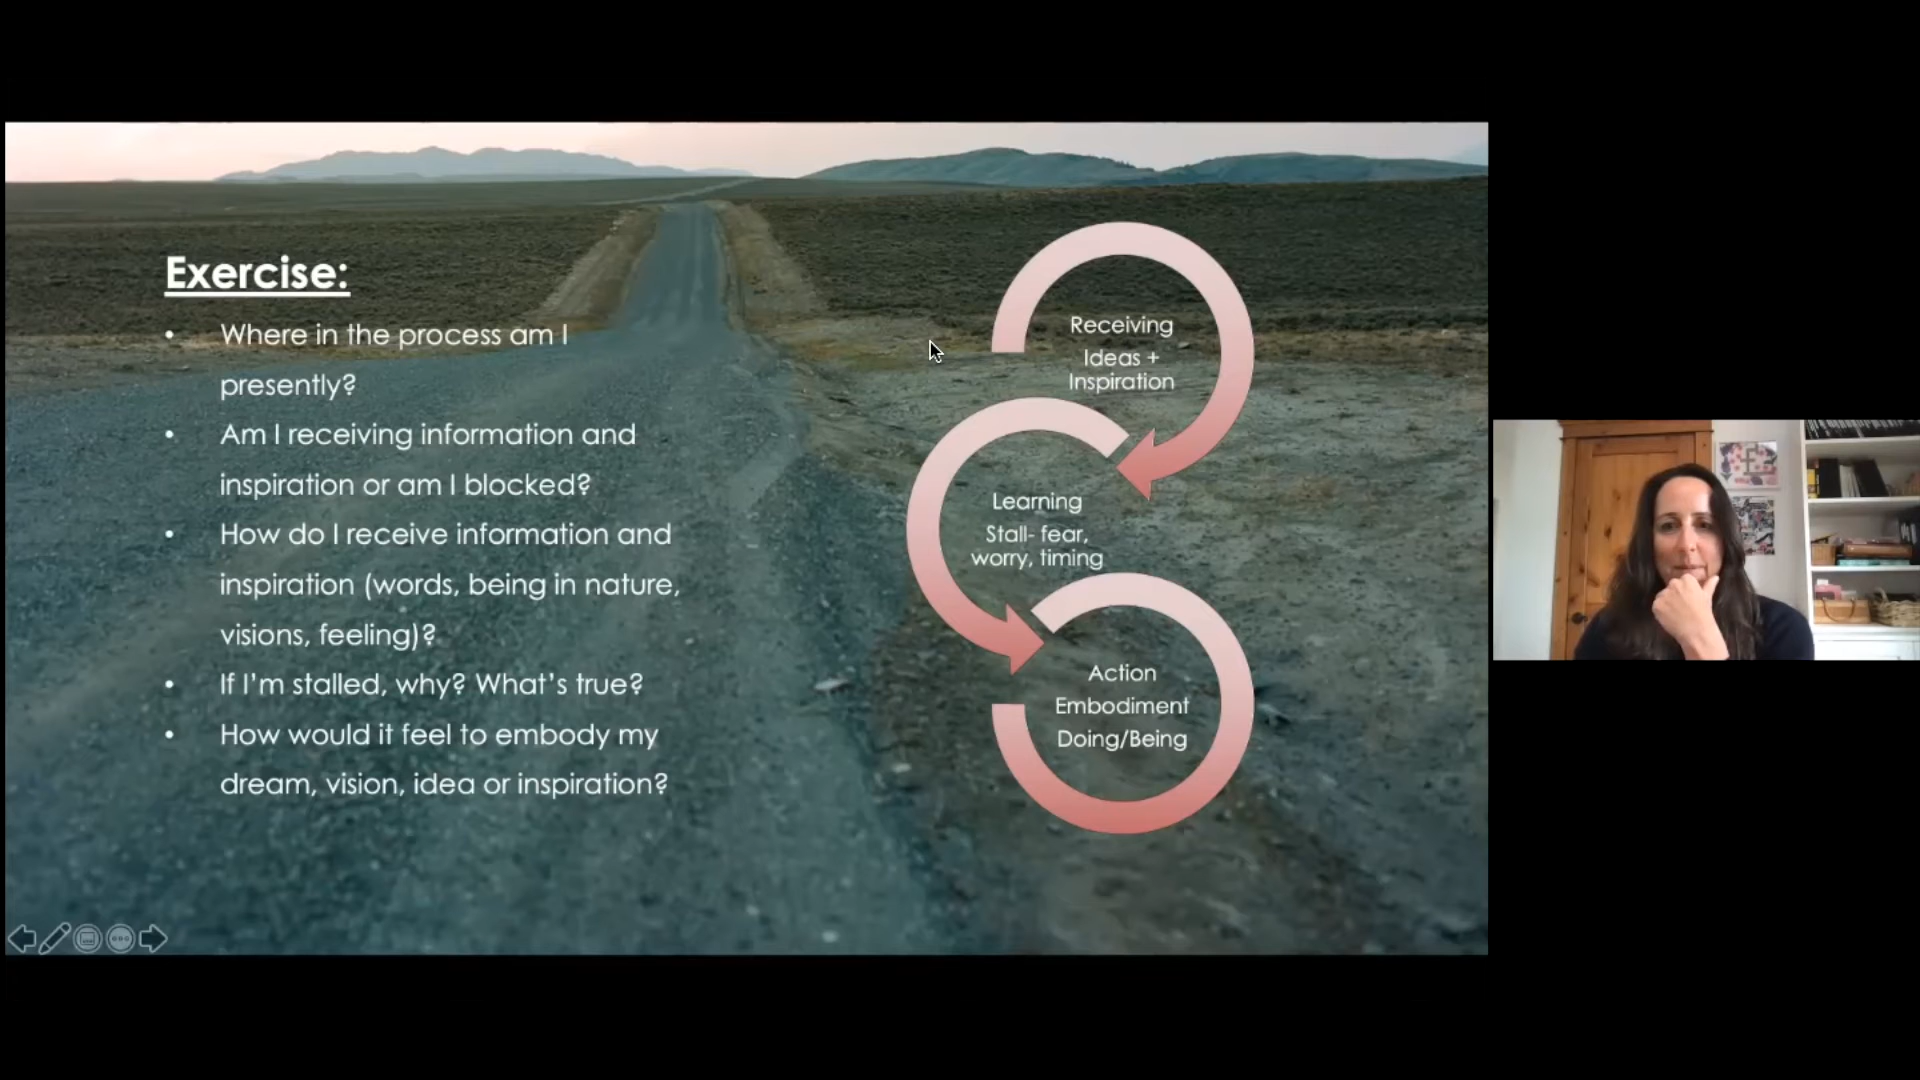 Exercise:
• Where in the process am I
presently?
• Am I receiving information and
inspiration or am I blocked?
• How do I receive information and
inspiration (words, being in nature,
visions, feeling)?
• If I'm stalled, why? What's true?
• How would it feel to embody my
dream, vision, idea or inspiration?
Receiving
Ideas +
Inspiration
Learning
Stall- fear,
worry, timing
Action
Embodiment
Doing/Being